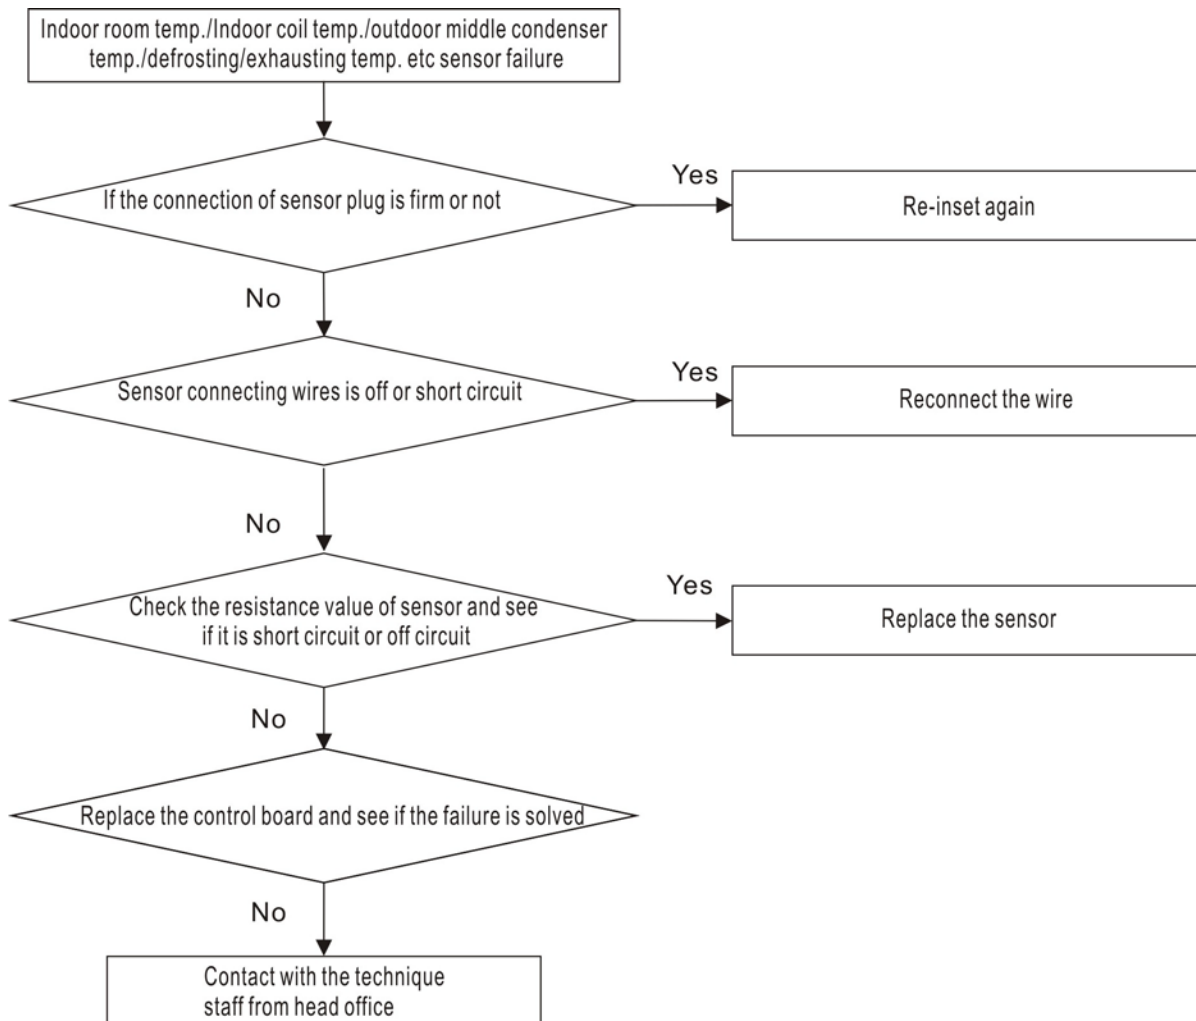 Indoor room temp./Indoor coil temp./outdoor middle condenser
temp./defrosting/exhausting temp. etc sensor failure
If the connection of sensor plug is firm or not
Yes
Re-inset again
No
Sensor connecting wires is off or short circuit
Yes
Reconnect the wire
No
Check the resistance value of sensor and see
if it is short circuit or off circuit
Yes
Replace the sensor
No
Replace the control board and see if the failure is solved
No
Contact with the technique
staff from head office